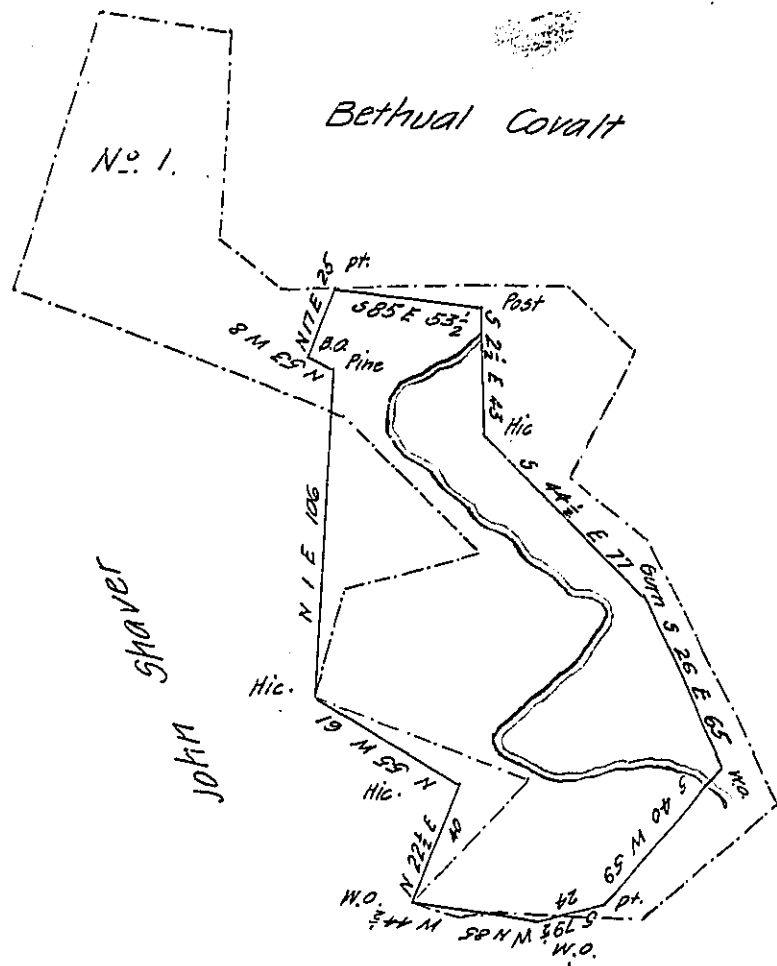 Bethual Covalt
Nº. 1.
pt.
N 17 E 25
S 85 E 53½
Post
B.O.
N 53 W 8
Pine
S 2½ E 43
Hic
S 44½ E 77
Gum
S 26 E 65
W.O.
S 40 W 59
pt.
S 79½ W 24
W.O.
N 85 W 44½
W.O.
N 22½ E 40
Hic.
N 55 W 61
Hic.
N 1 E 106
John Shaver